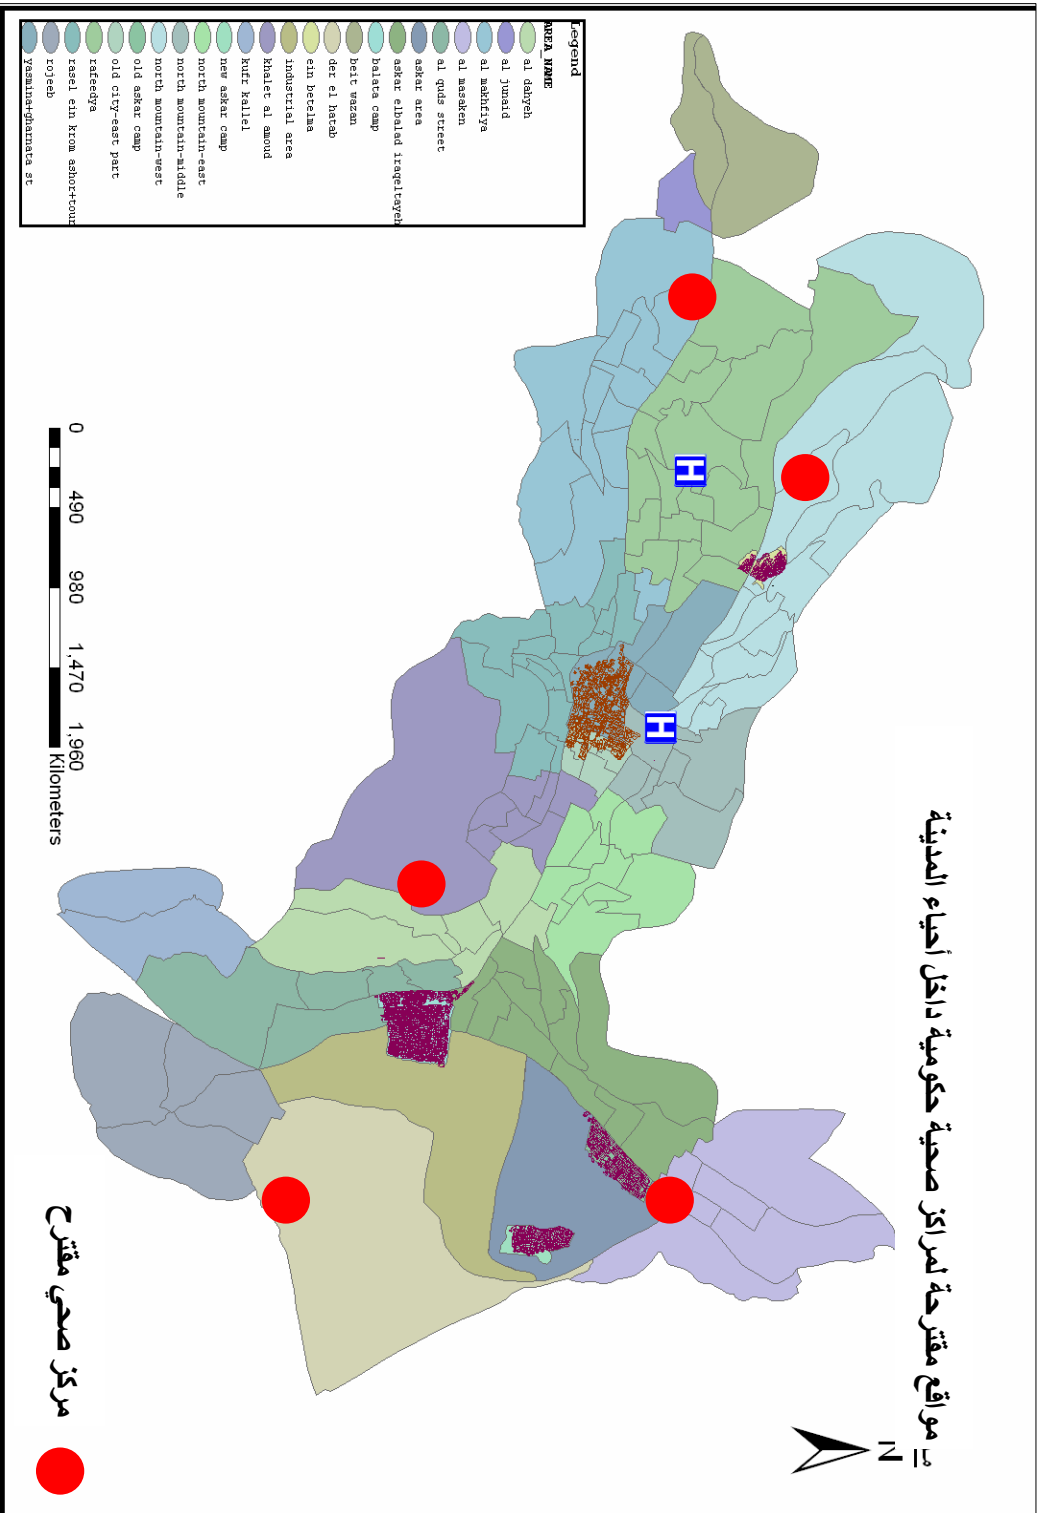 مواقع مقترحة لمراكز صحية حكومية داخل أحياء المدينة
N
Legend
AREA_NAME
al dahyeh
al junaid
al makhfiya
al masaken
al quds street
askar area
askar elbalad iraqeltayeh
balata camp
beit wazan
der el hatab
ein betelma
industrial area
khalet al amoud
kufr kallel
new askar camp
north mountain-east
north mountain-middle
north mountain-west
old askar camp
old city-east part
rafeedya
rasel ein krom ashor+tour
rojeeb
yasmina+gharnata st
H
H
0 490 980 1,470 1,960
Kilometers
مركز صحي مقترح